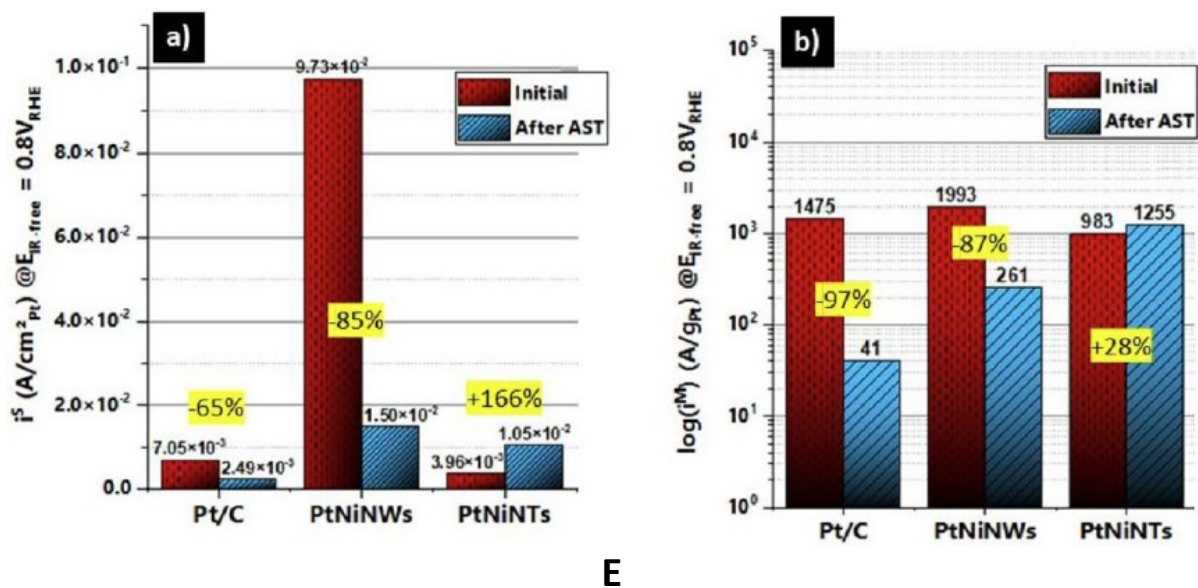 a)
i^S (A/cm²_Pt) @E_IR-free = 0.8V_RHE
1.0×10⁻¹
8.0×10⁻²
6.0×10⁻²
4.0×10⁻²
2.0×10⁻²
0.0
9.73×10⁻²
Initial
After AST
-85%
-65%
+166%
7.05×10⁻³
2.49×10⁻³
1.50×10⁻²
3.96×10⁻³
1.05×10⁻²
Pt/C
PtNiNWs
PtNiNTs
b)
log(i^M) (A/g_Pt) @E_IR-free = 0.8V_RHE
10⁵
10⁴
10³
10²
10¹
10⁰
Initial
After AST
1475
1993
983
1255
-87%
261
-97%
41
+28%
Pt/C
PtNiNWs
PtNiNTs
E